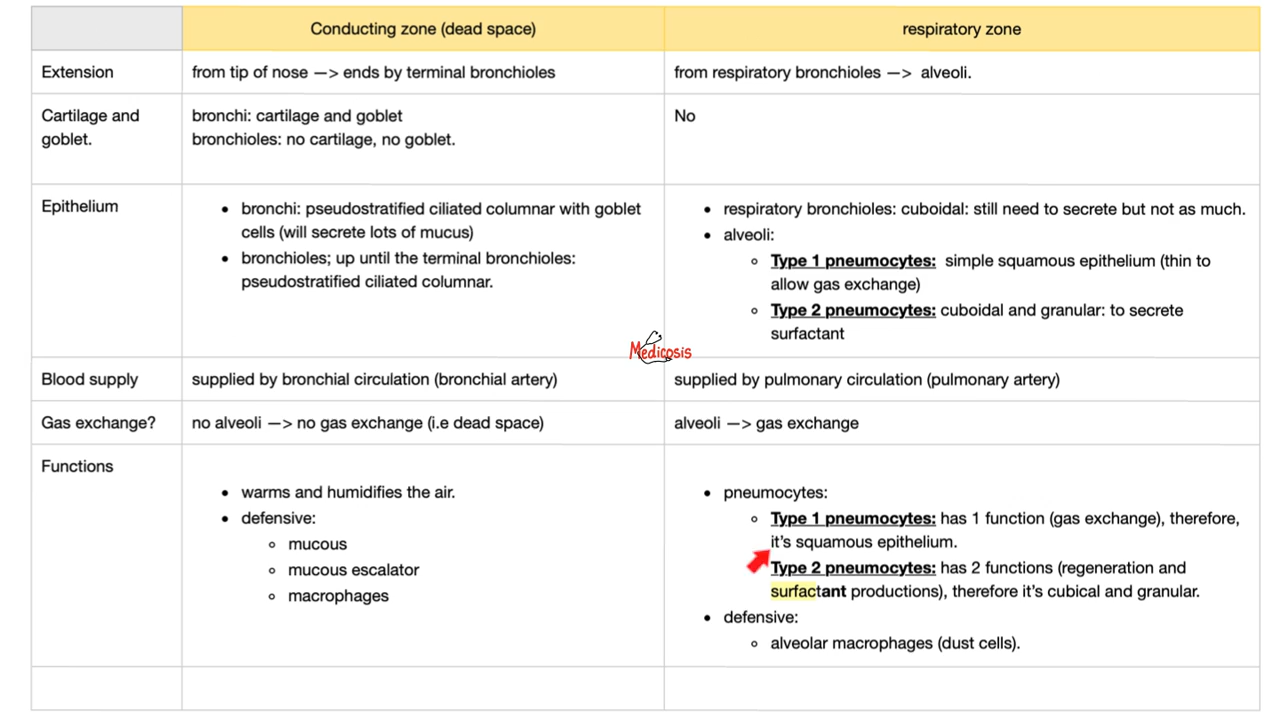 Conducting zone (dead space)
respiratory zone
Extension
from tip of nose —> ends by terminal bronchioles
from respiratory bronchioles —> alveoli.
Cartilage and
goblet.
bronchi: cartilage and goblet
bronchioles: no cartilage, no goblet.
No
Epithelium
• bronchi: pseudostratified ciliated columnar with goblet
cells (will secrete lots of mucus)
• bronchioles; up until the terminal bronchioles:
pseudostratified ciliated columnar.
• respiratory bronchioles: cuboidal: still need to secrete but not as much.
• alveoli:
◦ Type 1 pneumocytes: simple squamous epithelium (thin to
allow gas exchange)
◦ Type 2 pneumocytes: cuboidal and granular: to secrete
surfactant
Medicosis
Blood supply
supplied by bronchial circulation (bronchial artery)
supplied by pulmonary circulation (pulmonary artery)
Gas exchange?
no alveoli —> no gas exchange (i.e dead space)
alveoli —> gas exchange
Functions
• warms and humidifies the air.
• defensive:
◦ mucous
◦ mucous escalator
◦ macrophages
• pneumocytes:
◦ Type 1 pneumocytes: has 1 function (gas exchange), therefore,
it’s squamous epithelium.
Type 2 pneumocytes: has 2 functions (regeneration and
surfactant productions), therefore it’s cubical and granular.
• defensive:
◦ alveolar macrophages (dust cells).